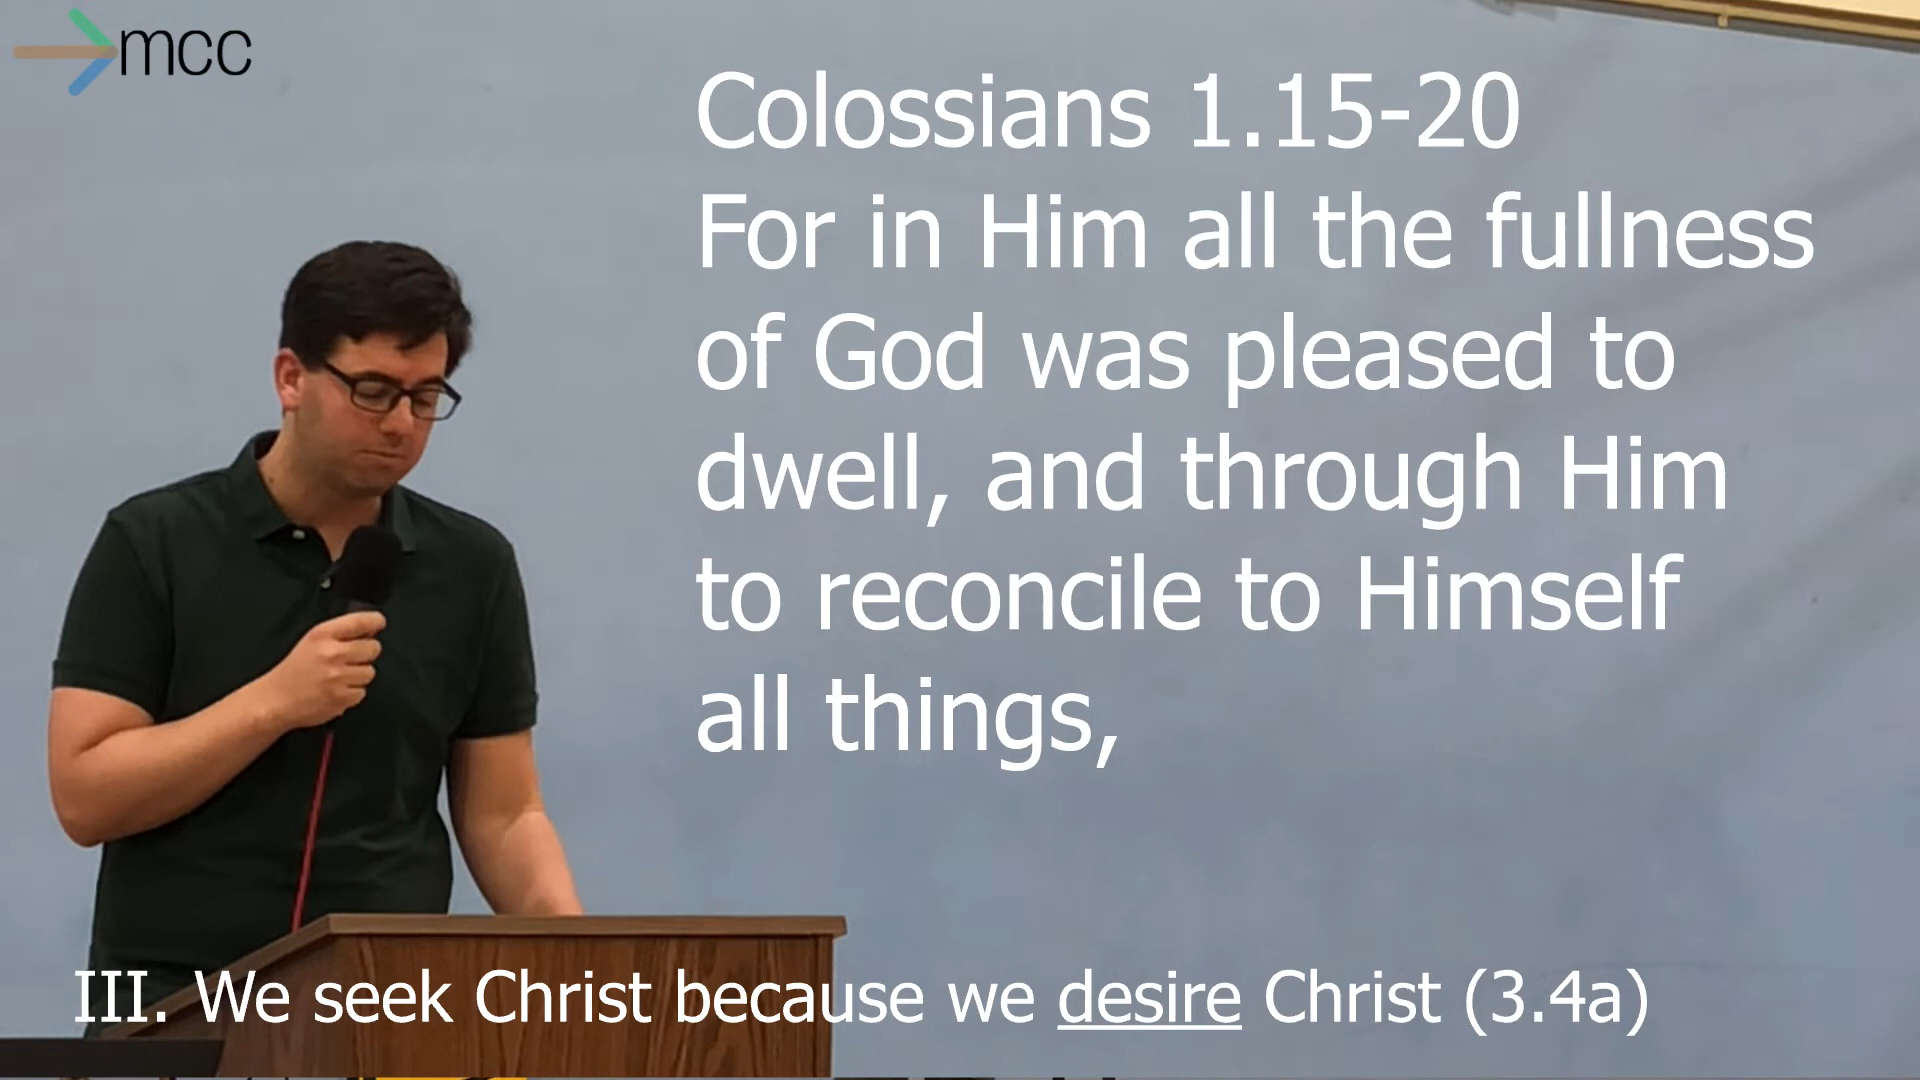 mcc
Colossians 1.15-20
For in Him all the fullness
of God was pleased to
dwell, and through Him
to reconcile to Himself
all things,
III. We seek Christ because we desire Christ (3.4a)